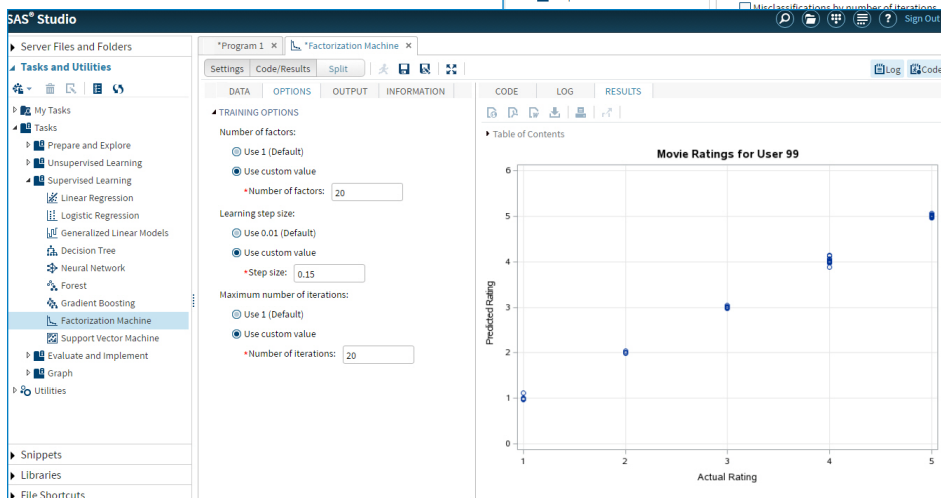 Misclassifications by number of iterations
SAS® Studio
Sign Out
Server Files and Folders
Tasks and Utilities
My Tasks
Tasks
Prepare and Explore
Unsupervised Learning
Supervised Learning
Linear Regression
Logistic Regression
Generalized Linear Models
Decision Tree
Neural Network
Forest
Gradient Boosting
Factorization Machine
Support Vector Machine
Evaluate and Implement
Graph
Utilities
Snippets
Libraries
File Shortcuts
*Program 1 ×
*Factorization Machine ×
Settings Code/Results Split
Log Code
DATA OPTIONS OUTPUT INFORMATION
TRAINING OPTIONS
Number of factors:
Use 1 (Default)
Use custom value
*Number of factors: 20
Learning step size:
Use 0.01 (Default)
Use custom value
*Step size: 0.15
Maximum number of iterations:
Use 1 (Default)
Use custom value
*Number of iterations: 20
CODE LOG RESULTS
Table of Contents
Movie Ratings for User 99
Predicted Rating
6
5
4
3
2
1
0
1 2 3 4 5
Actual Rating